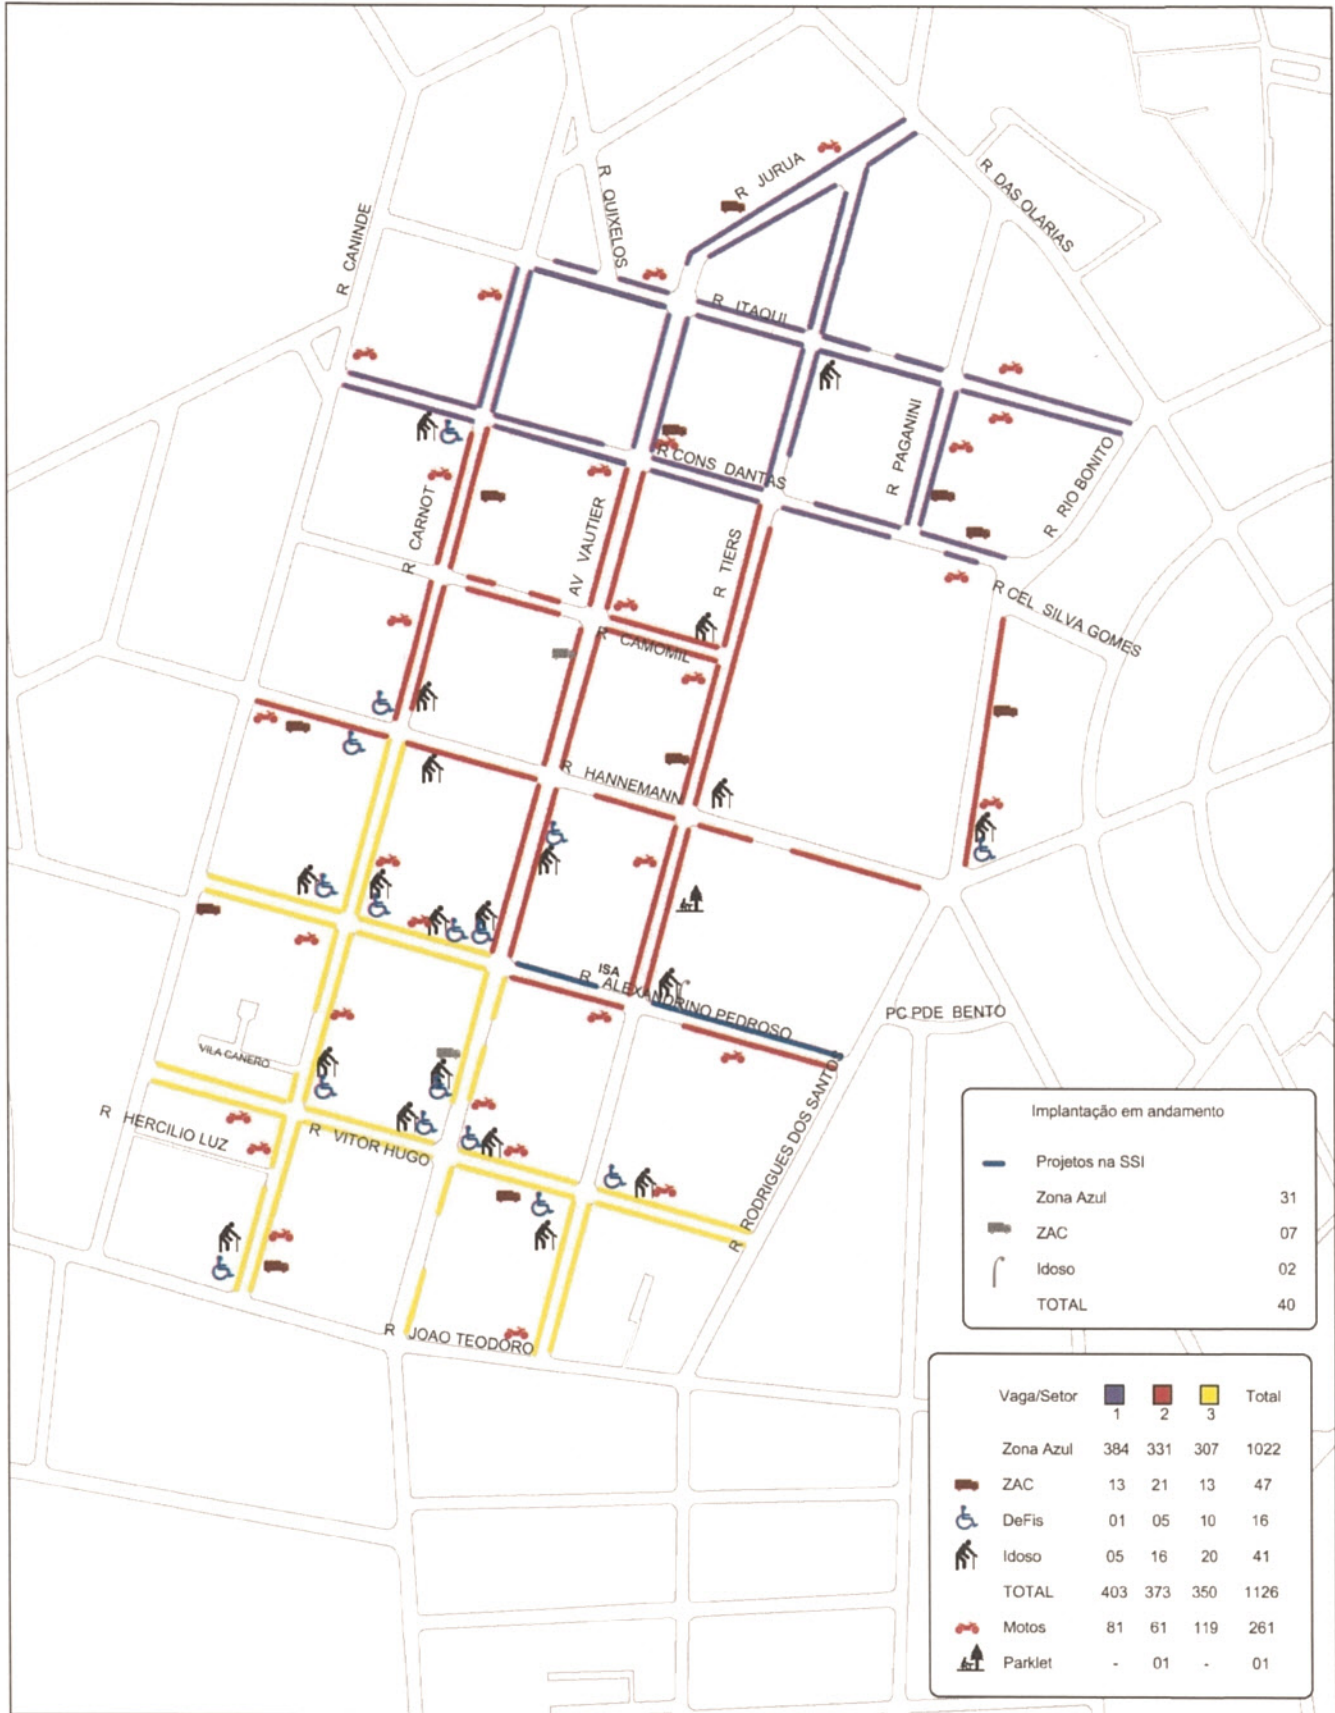 R JURUA
R DAS OLARIAS
R QUIXELOS
R CANINDE
R ITAQUI
R PAGANINI
R CONS DANTAS
R RIO BONITO
R CARNOT
AV VAUTIER
R TIERS
R CEL SILVA GOMES
R CAMOMIL
R HANNEMANN
ISA
R ALEXANDRINO PEDROSO
PC PDE BENTO
VILA CANERO
R HERCILIO LUZ
R VITOR HUGO
R RODRIGUES DOS SANTOS
R JOAO TEODORO
Implantação em andamento
Projetos na SSI
Zona Azul 31
ZAC 07
Idoso 02
TOTAL 40
Vaga/Setor 1 2 3 Total
Zona Azul 384 331 307 1022
ZAC 13 21 13 47
DeFis 01 05 10 16
Idoso 05 16 20 41
TOTAL 403 373 350 1126
Motos 81 61 119 261
Parklet - 01 - 01